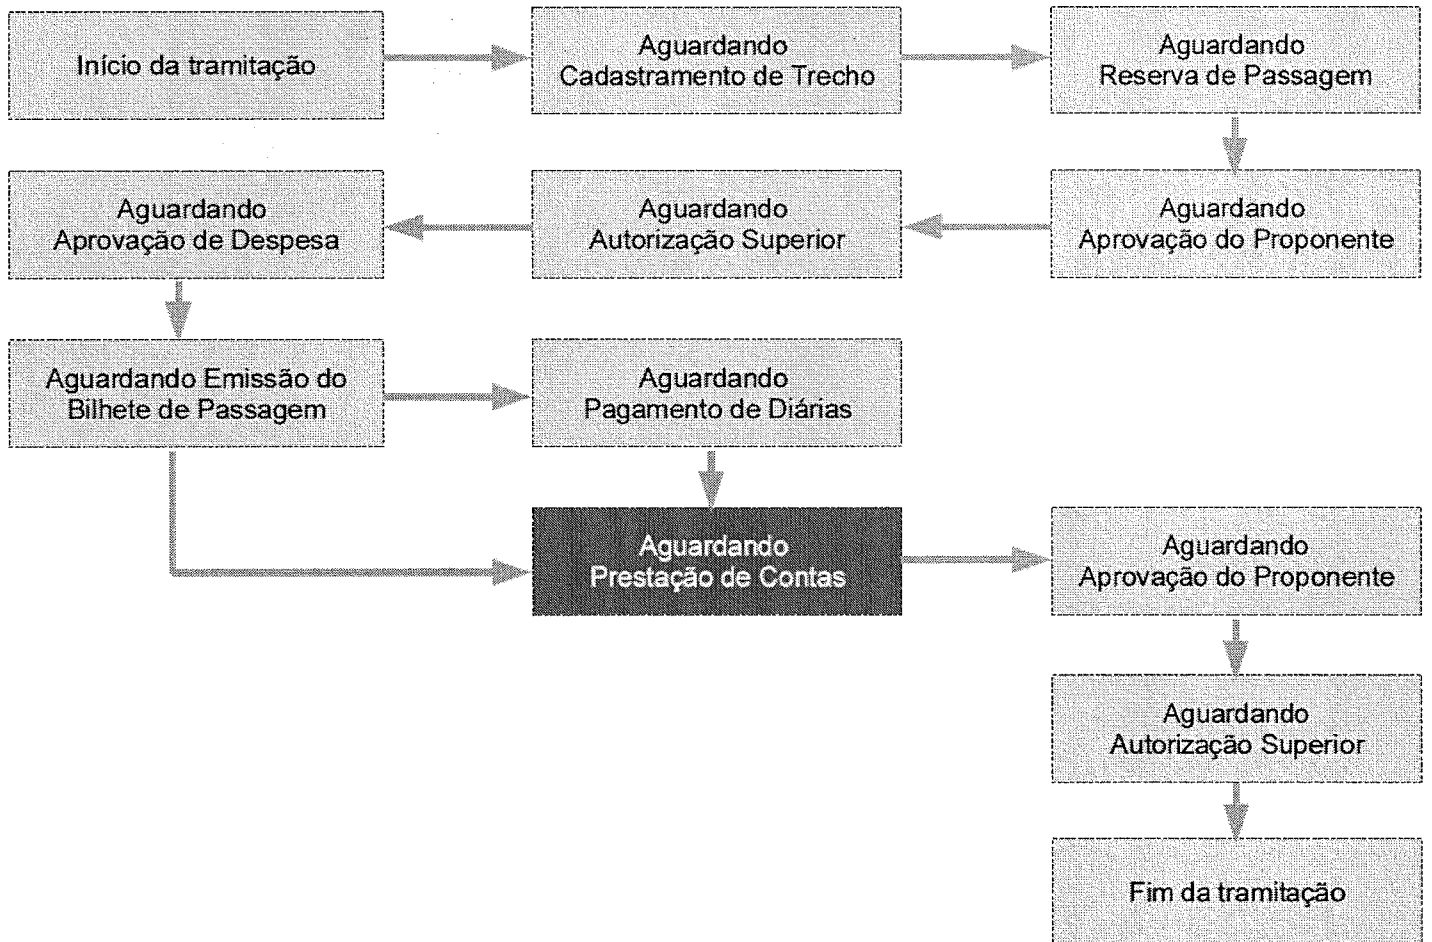 Início da tramitação
Aguardando
Cadastramento de Trecho
Aguardando
Reserva de Passagem
Aguardando
Aprovação do Proponente
Aguardando
Autorização Superior
Aguardando
Aprovação de Despesa
Aguardando Emissão do
Bilhete de Passagem
Aguardando
Pagamento de Diárias
Aguardando
Prestação de Contas
Aguardando
Aprovação do Proponente
Aguardando
Autorização Superior
Fim da tramitação